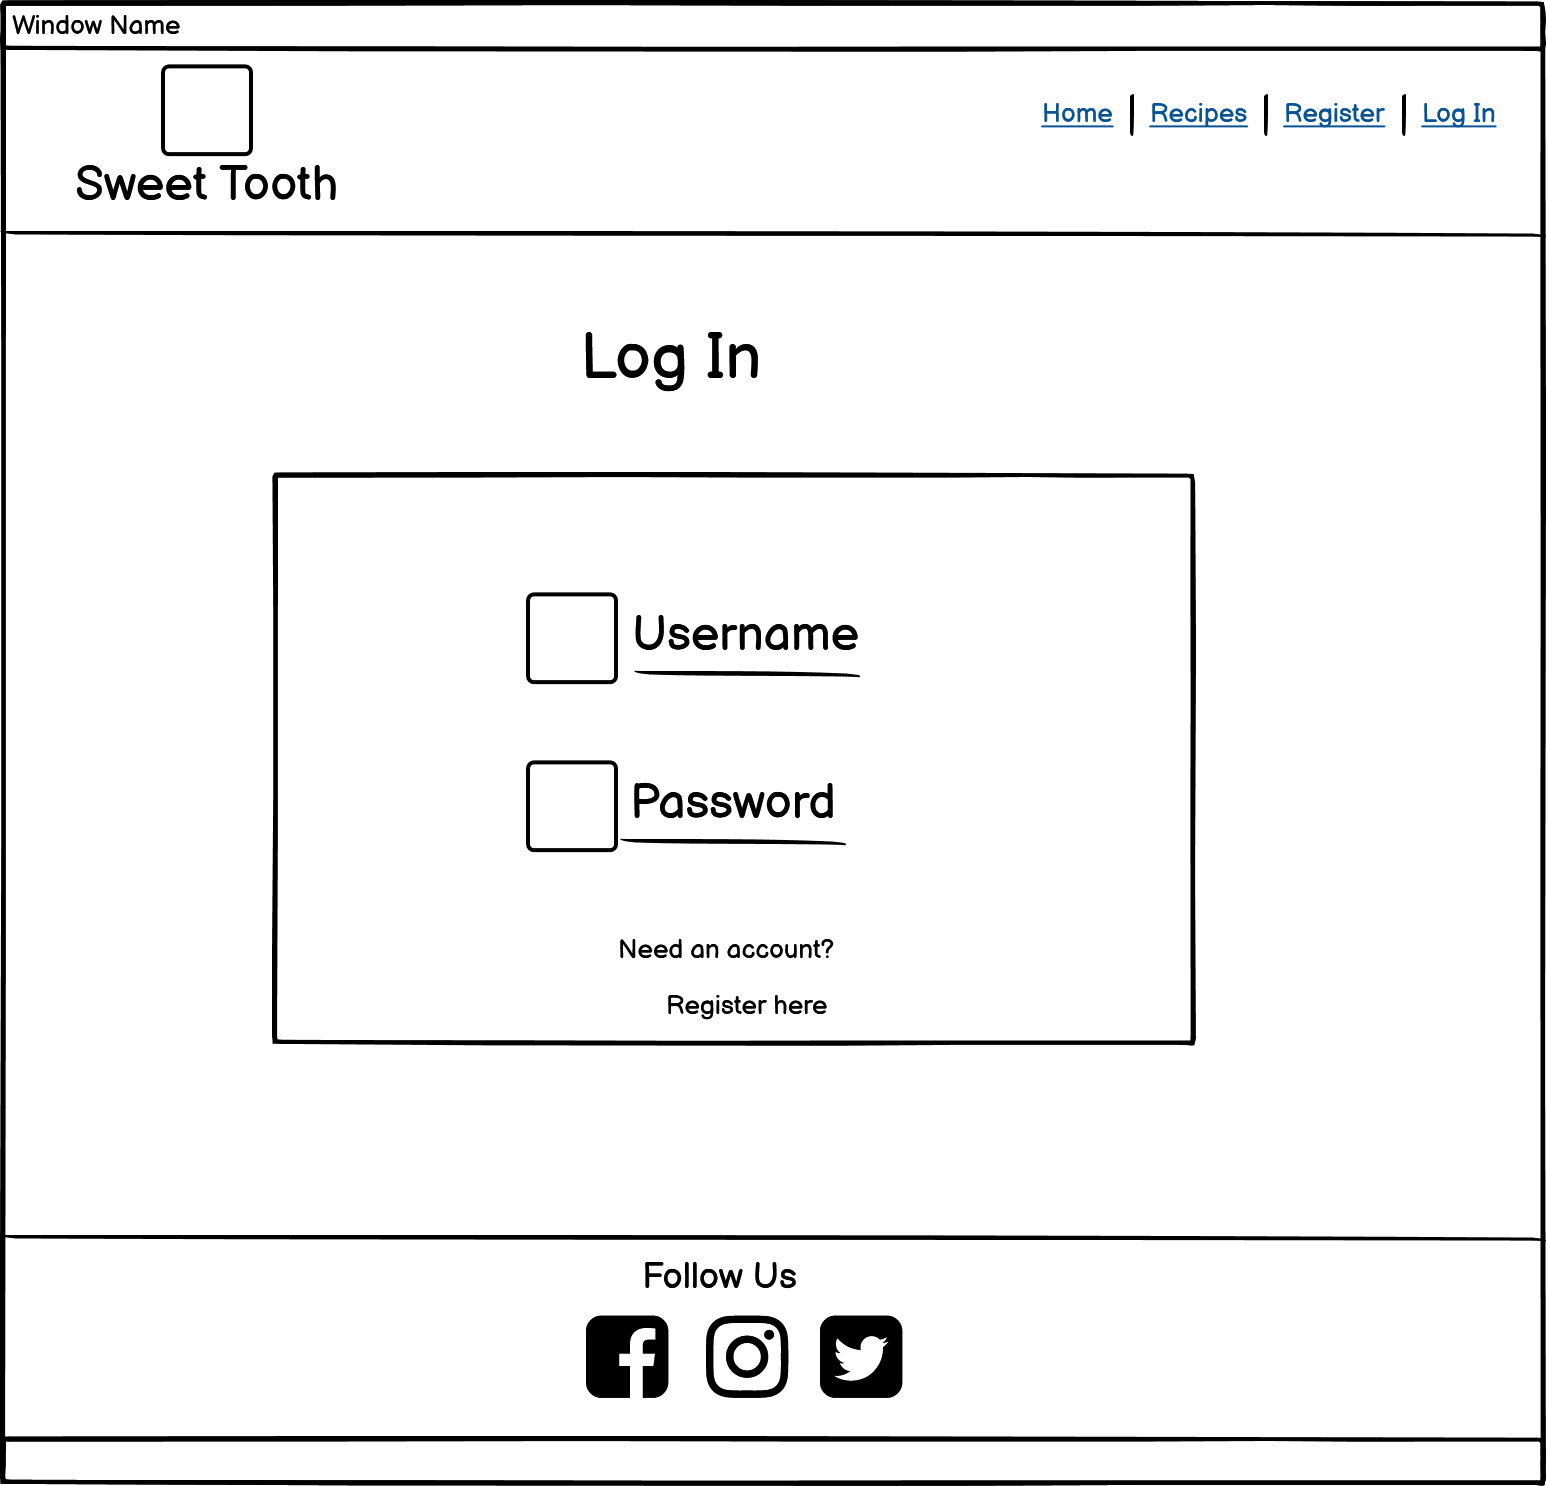 Window Name
Home
Recipes
Register
Log In
Sweet Tooth
Log In
Username
Password
Need an account?
Register here
Follow Us